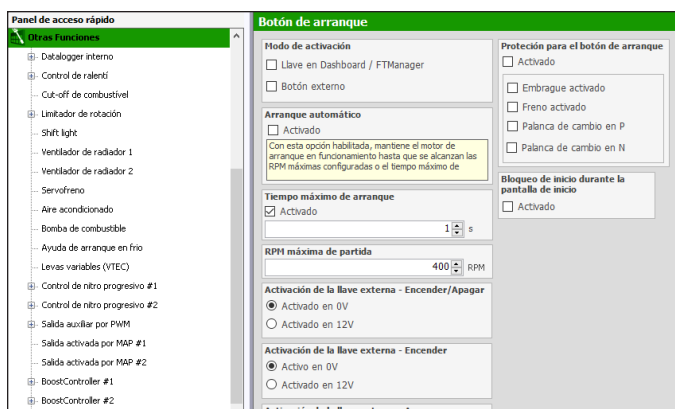 Panel de acceso rápido
Otras Funciones
Datalogger interno
Control de ralentí
Cut-off de combustível
Limitador de rotación
Shift light
Ventilador de radiador 1
Ventilador de radiador 2
Servofreno
Aire acondicionado
Bomba de combustible
Ayuda de arranque en frio
Levas variables (VTEC)
Control de nitro progresivo #1
Control de nitro progresivo #2
Salida auxiliar por PWM
Salida activada por MAP #1
Salida activada por MAP #2
BoostController #1
BoostController #2
Botón de arranque
Modo de activación
Llave en Dashboard / FTManager
Botón externo
Arranque automático
Activado
Con esta opción habilitada, mantiene el motor de
arranque en funcionamiento hasta que se alcanzan las
RPM máximas configuradas o el tiempo máximo de
Tiempo máximo de arranque
Activado
1 s
RPM máxima de partida
400 RPM
Activación de la llave externa - Encender/Apagar
Activado en 0V
Activado en 12V
Activación de la llave externa - Encender
Activo en 0V
Activado en 12V
Proteción para el botón de arranque
Activado
Embrague activado
Freno activado
Palanca de cambio en P
Palanca de cambio en N
Bloqueo de inicio durante la
pantalla de inicio
Activado